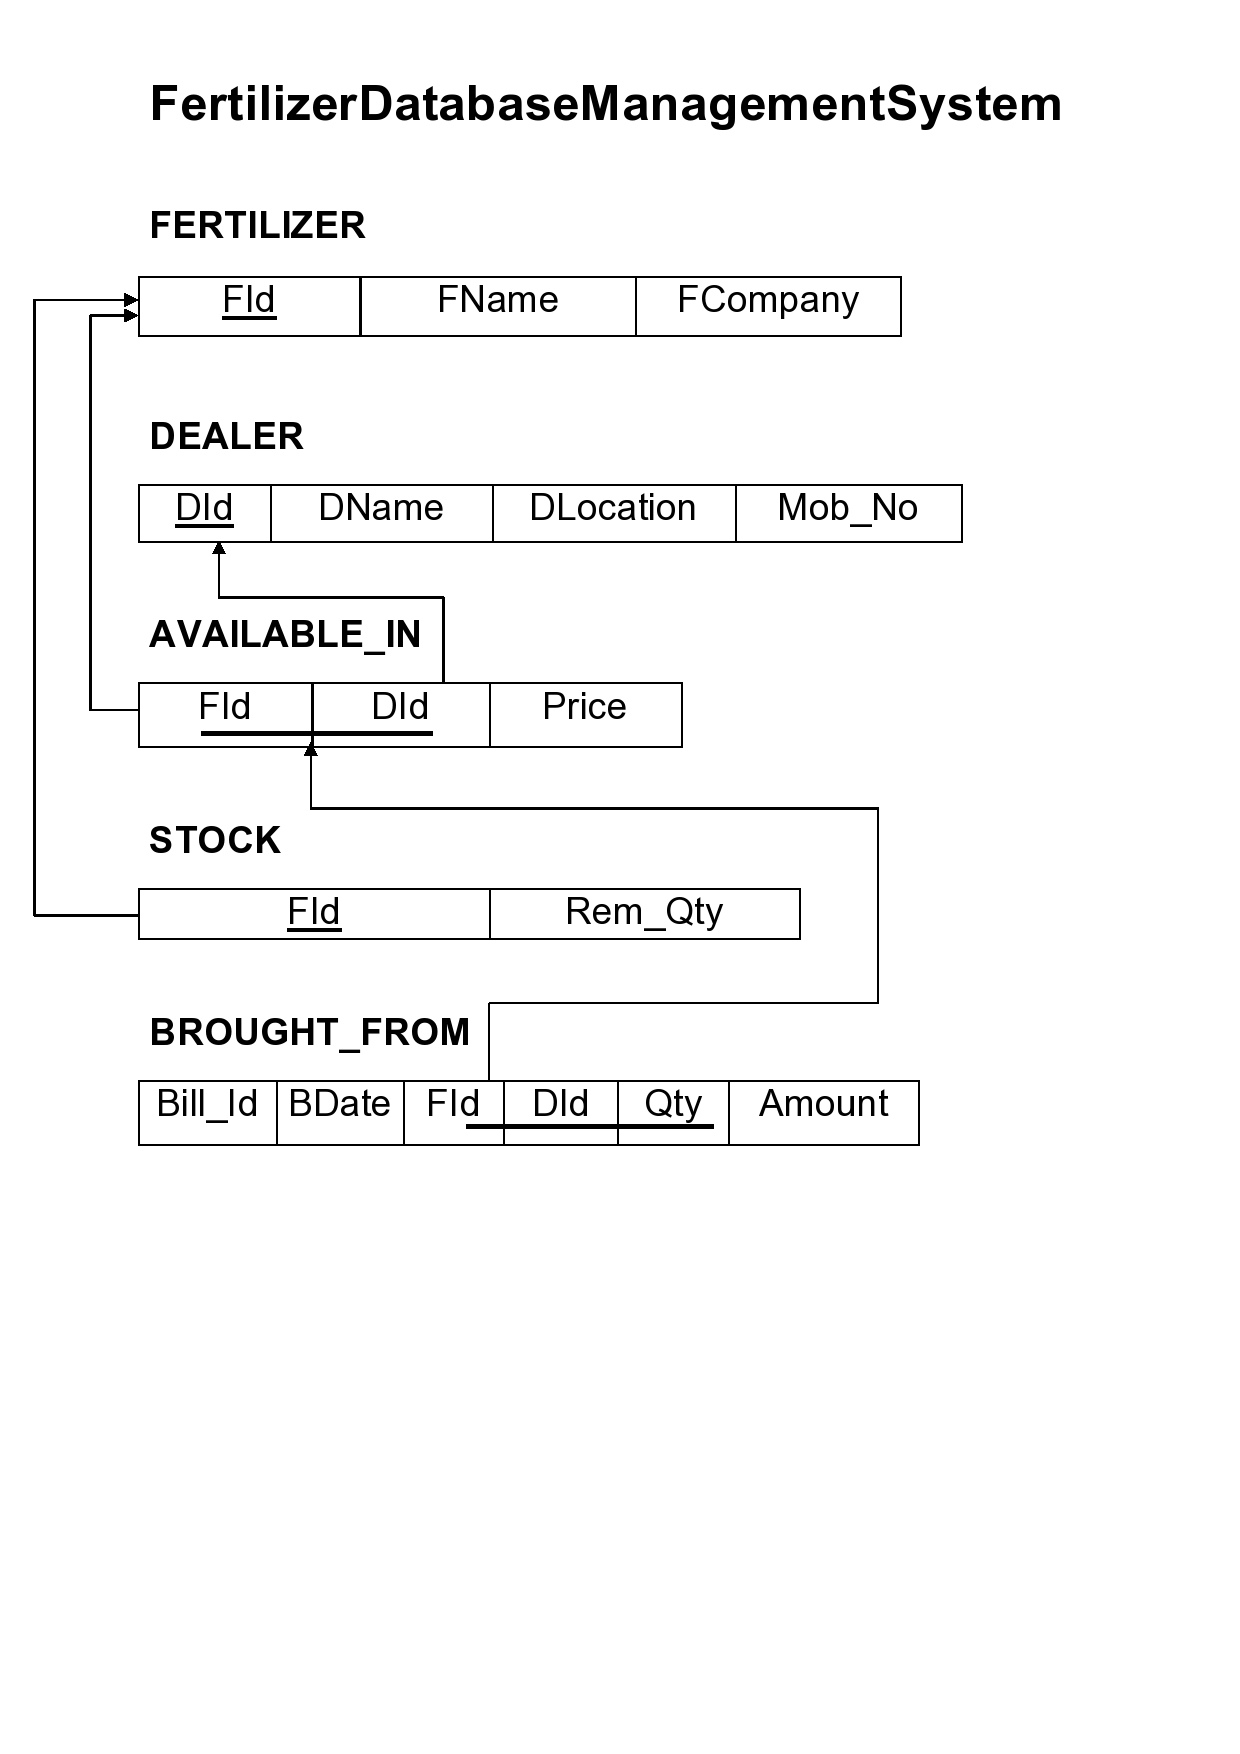 FertilizerDatabaseManagementSystem
FERTILIZER
FId FName FCompany
DEALER
DId DName DLocation Mob_No
AVAILABLE_IN
FId DId Price
STOCK
FId Rem_Qty
BROUGHT_FROM
Bill_Id BDate FId DId Qty Amount